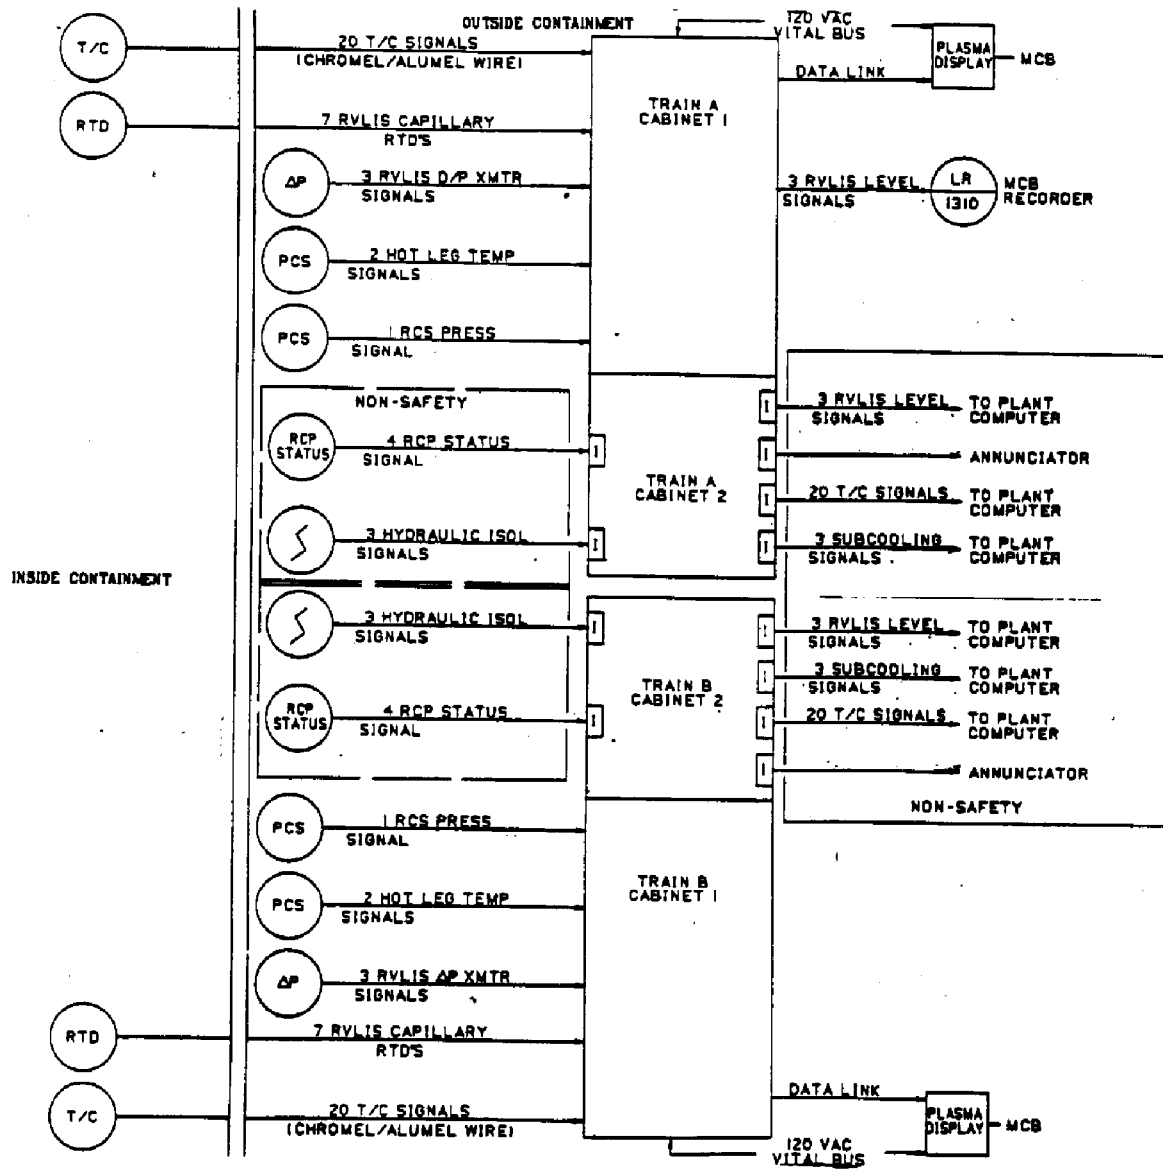 OUTSIDE CONTAINMENT
120 VAC
VITAL BUS
T/C
20 T/C SIGNALS
(CHROMEL/ALUMEL WIRE)
PLASMA
DISPLAY
MCB
DATA LINK
TRAIN A
CABINET 1
RTD
7 RVLIS CAPILLARY
RTD'S
ΔP
3 RVLIS D/P XMTR
SIGNALS
3 RVLIS LEVEL
SIGNALS
LR
1310
MCB
RECORDER
PCS
2 HOT LEG TEMP
SIGNALS
PCS
1 RCS PRESS
SIGNAL
NON-SAFETY
RCP
STATUS
4 RCP STATUS
SIGNAL
I
TRAIN A
CABINET 2
I
3 RVLIS LEVEL
SIGNALS
TO PLANT
COMPUTER
I
ANNUNCIATOR
I
20 T/C SIGNALS
TO PLANT
COMPUTER
3 HYDRAULIC ISOL
SIGNALS
I
I
3 SUBCOOLING
SIGNALS
TO PLANT
COMPUTER
INSIDE CONTAINMENT
3 HYDRAULIC ISOL
SIGNALS
I
I
3 RVLIS LEVEL
SIGNALS
TO PLANT
COMPUTER
TRAIN B
CABINET 2
I
3 SUBCOOLING
SIGNALS
TO PLANT
COMPUTER
RCP
STATUS
4 RCP STATUS
SIGNAL
I
I
20 T/C SIGNALS
TO PLANT
COMPUTER
I
ANNUNCIATOR
NON-SAFETY
PCS
1 RCS PRESS
SIGNAL
TRAIN B
CABINET 1
PCS
2 HOT LEG TEMP
SIGNALS
ΔP
3 RVLIS ΔP XMTR
SIGNALS
RTD
7 RVLIS CAPILLARY
RTD'S
T/C
20 T/C SIGNALS
(CHROMEL/ALUMEL WIRE)
DATA LINK
PLASMA
DISPLAY
MCB
120 VAC
VITAL BUS